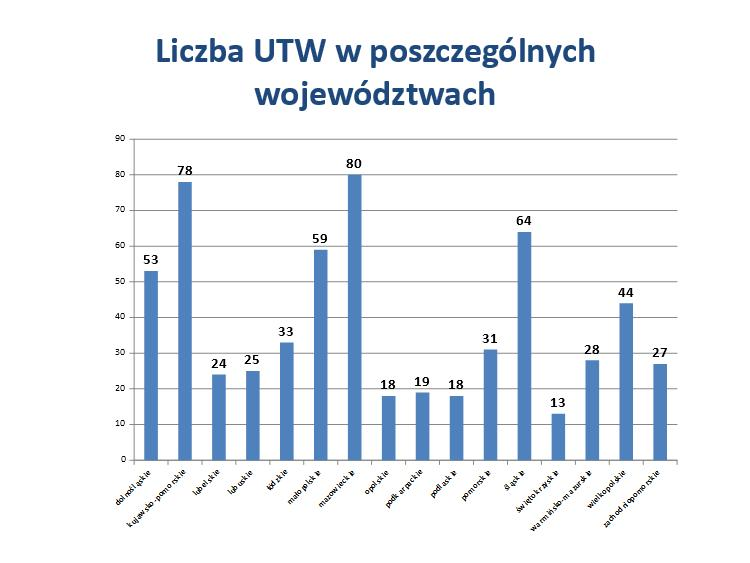 Liczba UTW w poszczególnych
województwach
90
80
70
60
50
40
30
20
10
0
53
78
24
25
33
59
80
18
19
18
31
64
13
28
44
27
dolnośląskie
kujawsko-pomorskie
lubelskie
lubuskie
łódzkie
małopolskie
mazowieckie
opolskie
podkarpackie
podlaskie
pomorskie
śląskie
świętokrzyskie
warmińsko-mazurskie
wielkopolskie
zachodniopomorskie